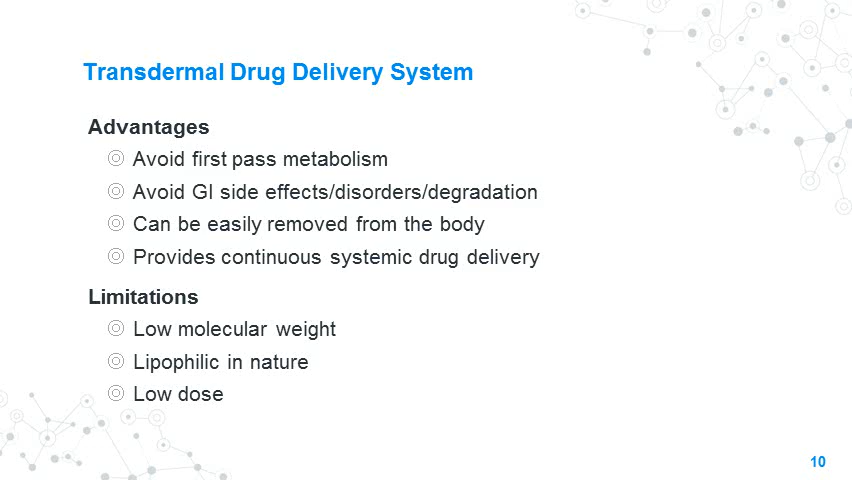 Transdermal Drug Delivery System
Advantages
Avoid first pass metabolism
Avoid GI side effects/disorders/degradation
Can be easily removed from the body
Provides continuous systemic drug delivery
Limitations
Low molecular weight
Lipophilic in nature
Low dose
10